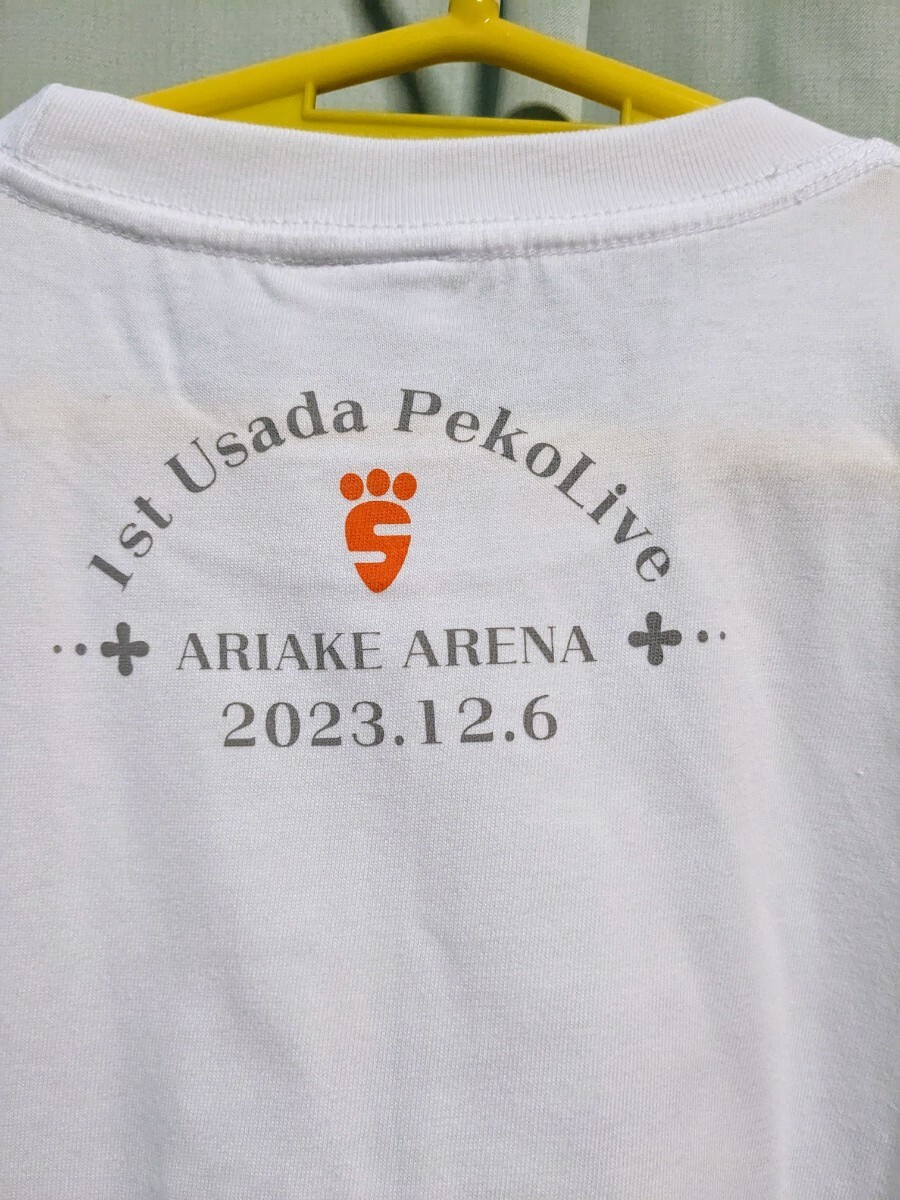 1st Usada PekoLive
ARIAKE ARENA
2023.12.6